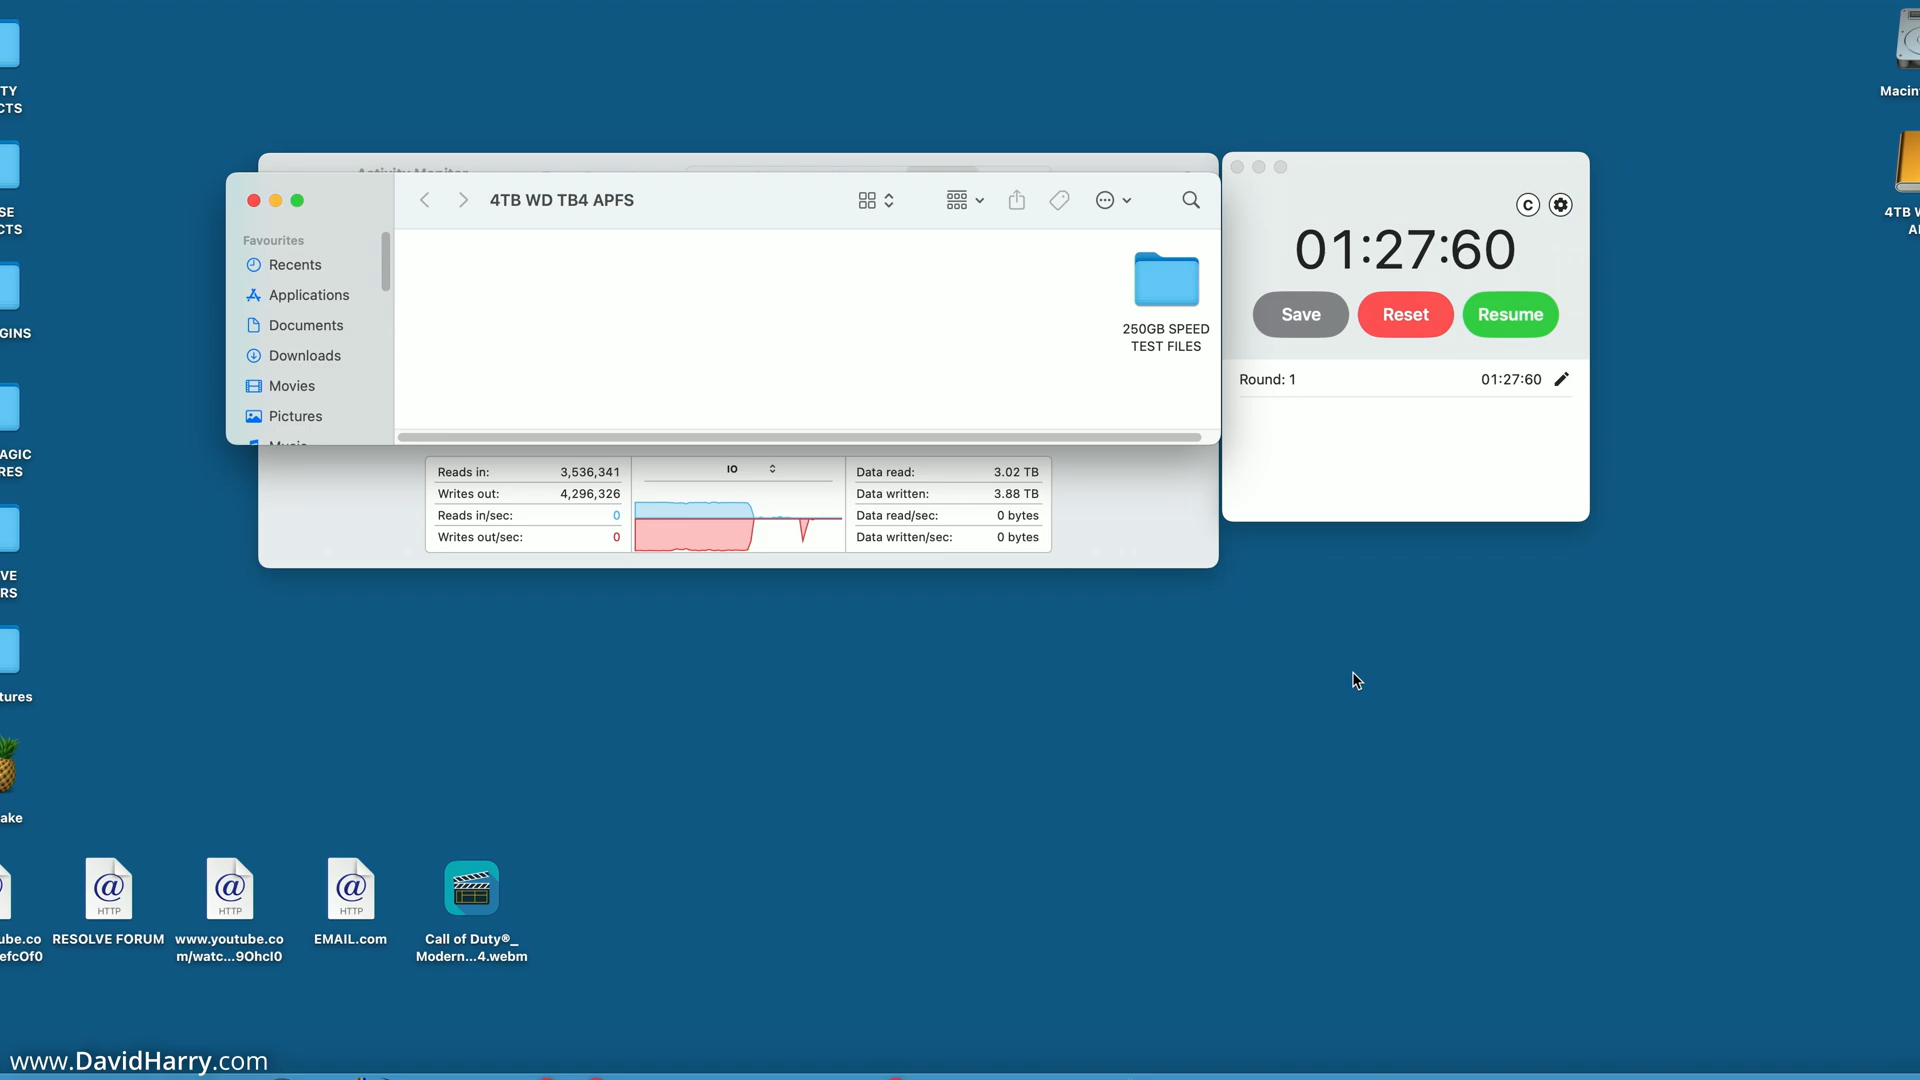 TY
CTS
SE
CTS
GINS
AGIC
RES
VE
RS
tures
ake
Activity Monitor
4TB WD TB4 APFS
Favourites
Recents
Applications
Documents
Downloads
Movies
Pictures
Music
250GB SPEED
TEST FILES
Reads in: 3,536,341
Writes out: 4,296,326
Reads in/sec: 0
Writes out/sec: 0
IO
Data read: 3.02 TB
Data written: 3.88 TB
Data read/sec: 0 bytes
Data written/sec: 0 bytes
C
01:27:60
Save Reset Resume
Round: 1 01:27:60
Macin
4TB W
A
ube.co
efcOf0
RESOLVE FORUM
www.youtube.co
m/watc...9OhcI0
EMAIL.com
Call of Duty®_
Modern...4.webm
HTTP
HTTP
HTTP
www.DavidHarry.com